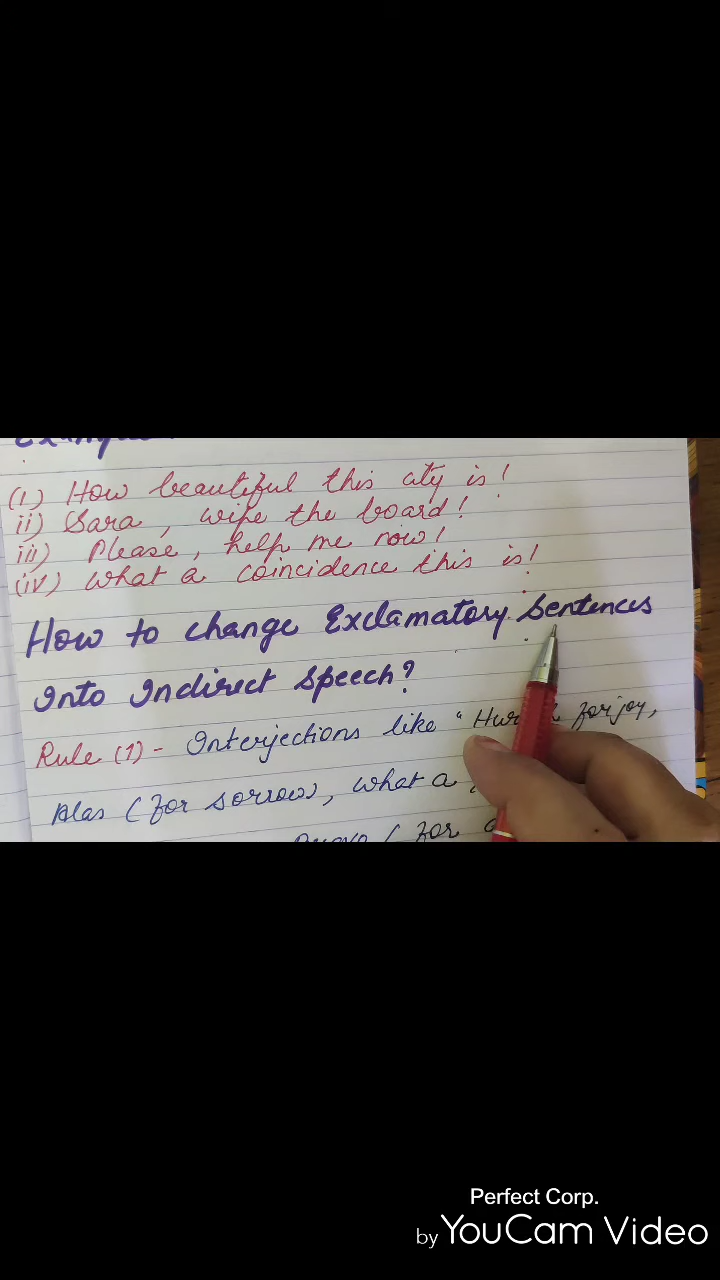 (i) How beautiful this city is!
ii) Sara, wipe the board!
iii) Please, help me now!
(iv) What a coincidence this is!
How to change Exclamatory Sentences
Into Indirect Speech?
Rule (1) - Interjections like " for joy,
Alas (for sorrow), what a
(for
Perfect Corp.
by YouCam Video